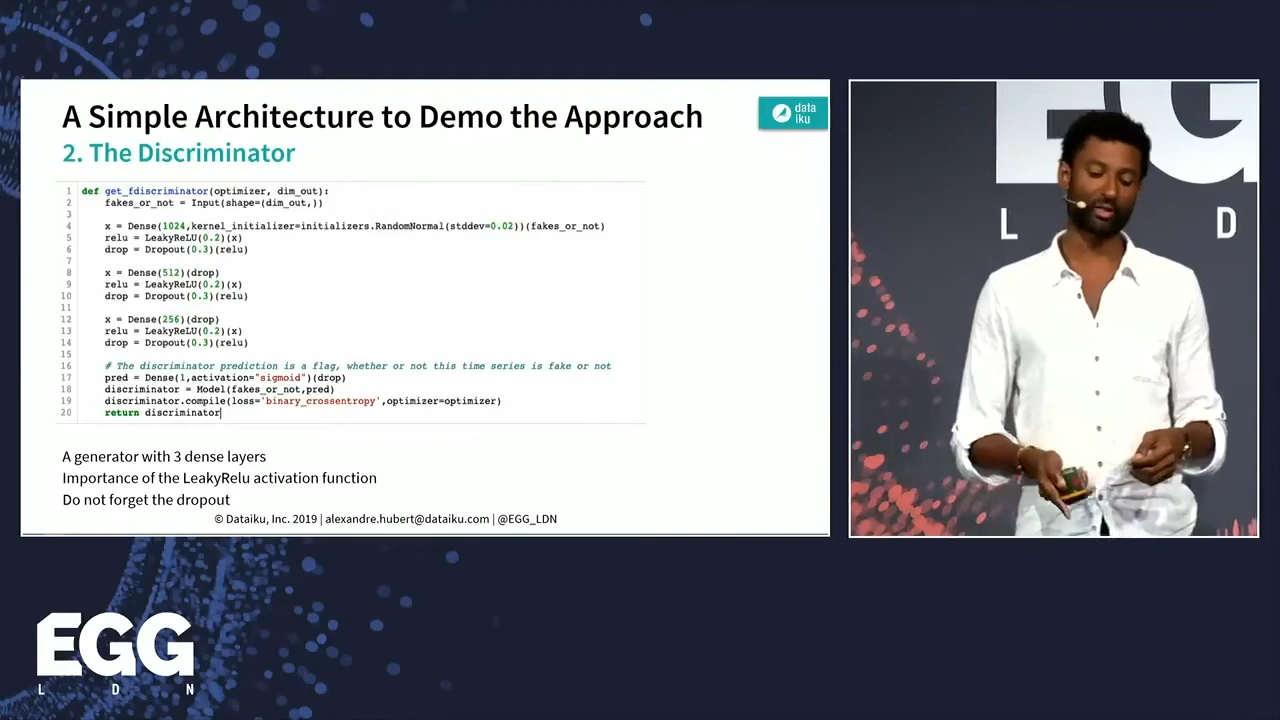 A Simple Architecture to Demo the Approach
data
iku
2. The Discriminator
1 def get_fdiscriminator(optimizer, dim_out):
2 fakes_or_not = Input(shape=(dim_out,))
3
4 x = Dense(1024,kernel_initializer=initializers.RandomNormal(stddev=0.02))(fakes_or_not)
5 relu = LeakyReLU(0.2)(x)
6 drop = Dropout(0.3)(relu)
7
8 x = Dense(512)(drop)
9 relu = LeakyReLU(0.2)(x)
10 drop = Dropout(0.3)(relu)
11
12 x = Dense(256)(drop)
13 relu = LeakyReLU(0.2)(x)
14 drop = Dropout(0.3)(relu)
15
16 # The discriminator prediction is a flag, whether or not this time series is fake or not
17 pred = Dense(1,activation="sigmoid")(drop)
18 discriminator = Model(fakes_or_not,pred)
19 discriminator.compile(loss='binary_crossentropy',optimizer=optimizer)
20 return discriminator
A generator with 3 dense layers
Importance of the LeakyRelu activation function
Do not forget the dropout
© Dataiku, Inc. 2019 | alexandre.hubert@dataiku.com | @EGG_LDN
EG
L D
EGG
L D N